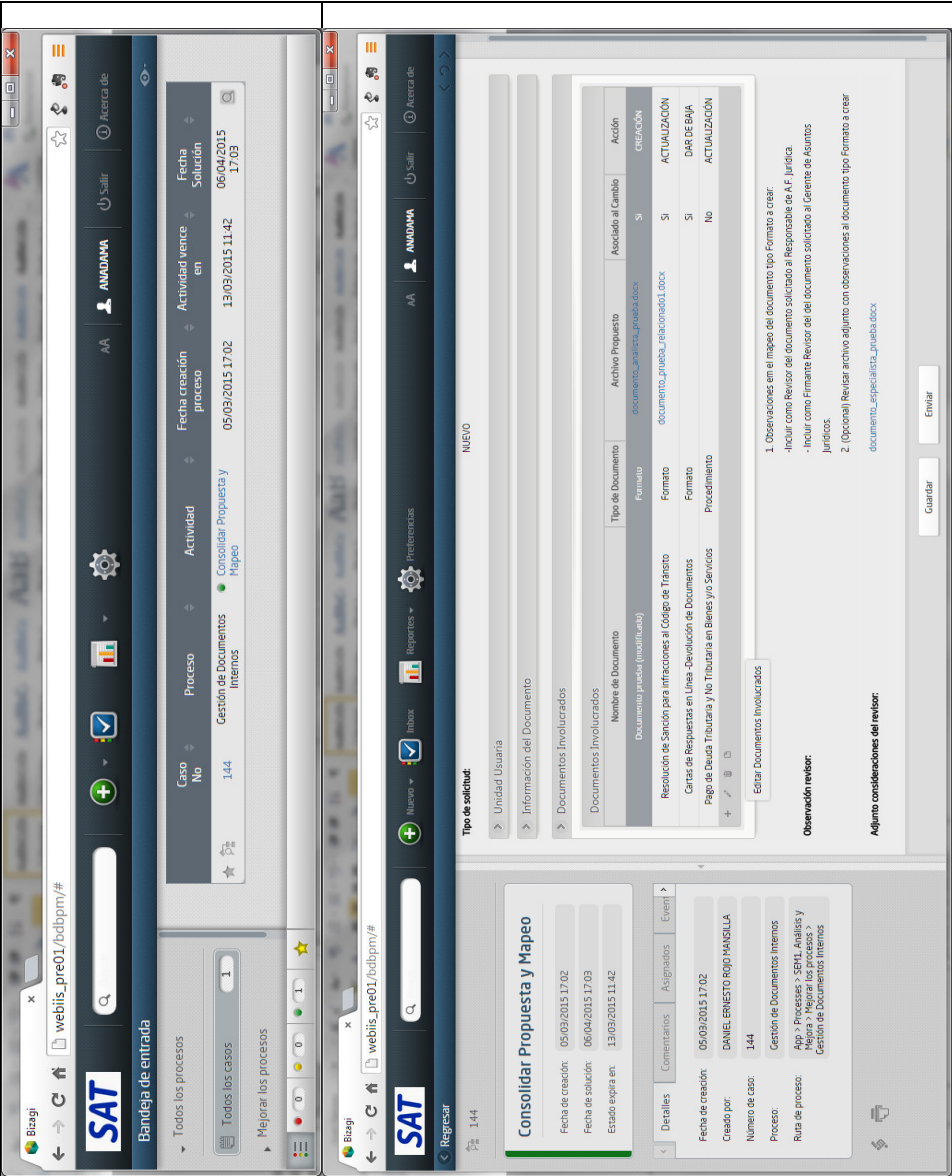 Bizagi
webiis_pre01/bdbpm/#
SAT
AA
ANADAMA
Salir
Acerca de
Bandeja de entrada
Todos los procesos
Todos los casos 1
Mejorar los procesos
0 0 1
Caso No
Proceso
Actividad
Fecha creación proceso
Actividad vence en
Fecha Solución
144
Gestión de Documentos Internos
Consolidar Propuesta y Mapeo
05/03/2015 17:02
13/03/2015 11:42
06/04/2015 17:03
Bizagi
webiis_pre01/bdbpm/#
SAT
Nuevo
Inbox
Reportes
Preferencias
AA
ANADAMA
Salir
Acerca de
Regresar
144
Consolidar Propuesta y Mapeo
Fecha de creación: 05/03/2015 17:02
Fecha de solución: 06/04/2015 17:03
Estado expira en: 13/03/2015 11:42
Detalles Comentarios Asignados Event
Fecha de creación: 05/03/2015 17:02
Creado por: DANIEL ERNESTO ROJO MANSILLA
Número de caso: 144
Proceso: Gestión de Documentos Internos
Ruta de proceso: App > Processes > SEM1. Análisis y
Mejora > Mejorar los procesos >
Gestión de Documentos Internos
Tipo de solicitud: NUEVO
> Unidad Usuaria
> Información del Documento
> Documentos Involucrados
Documentos Involucrados
Nombre de Documento Tipo de Documento Archivo Propuesto Asociado al Cambio Acción
Documento prueba (modificado) Formato documento_analista_prueba.docx Si CREACIÓN
Resolución de Sanción para infracciones al Código de Tránsito Formato documento_prueba_relacionado1.docx Si ACTUALIZACIÓN
Cartas de Respuestas en Línea -Devolución de Documentos Formato Si DAR DE BAJA
Pago de Deuda Tributaria y No Tributaria en Bienes y/o Servicios Procedimiento No ACTUALIZACIÓN
Editar Documentos Involucrados
Observación revisor:
1. Observaciones em el mapeo del documento tipo Formato a crear:
-Incluir como Revisor del documento solicitado al Responsable de A.F. Jurídica.
- Incluir como Firmante Revisor del del documento solicitado al Gerente de Asuntos
Jurídicos.
2. (Opcional) Revisar archivo adjunto con observaciones al documento tipo Formato a crear
Adjunto consideraciones del revisor: documento_especialista_prueba.docx
Guardar
Enviar